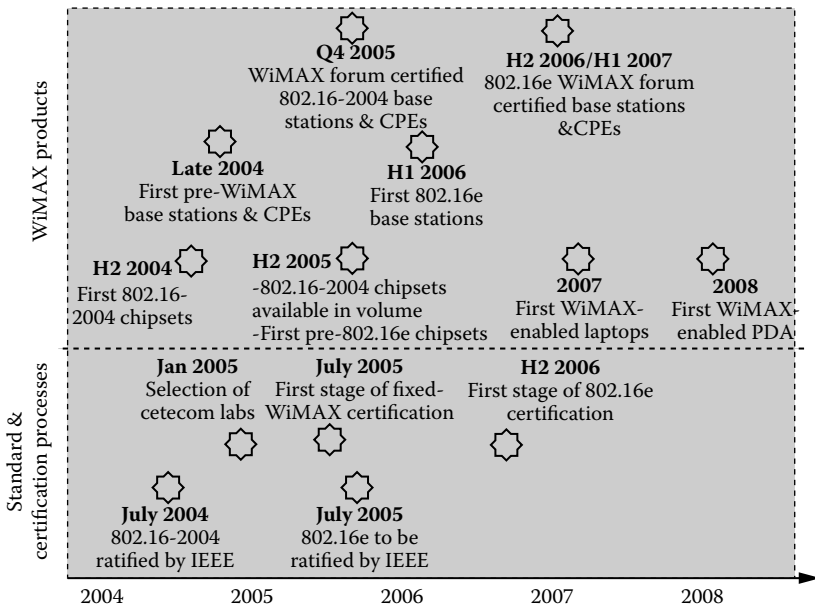 WiMAX products
Q4 2005
WiMAX forum certified
802.16-2004 base
stations & CPEs
H2 2006/H1 2007
802.16e WiMAX forum
certified base stations
&CPEs
Late 2004
First pre-WiMAX
base stations & CPEs
H1 2006
First 802.16e
base stations
H2 2004
First 802.16-
2004 chipsets
H2 2005
-802.16-2004 chipsets
available in volume
-First pre-802.16e chipsets
2007
First WiMAX-
enabled laptops
2008
First WiMAX-
enabled PDA
Standard &
certification processes
Jan 2005
Selection of
cetecom labs
July 2005
First stage of fixed-
WiMAX certification
H2 2006
First stage of 802.16e
certification
July 2004
802.16-2004
ratified by IEEE
July 2005
802.16e to be
ratified by IEEE
2004 2005 2006 2007 2008